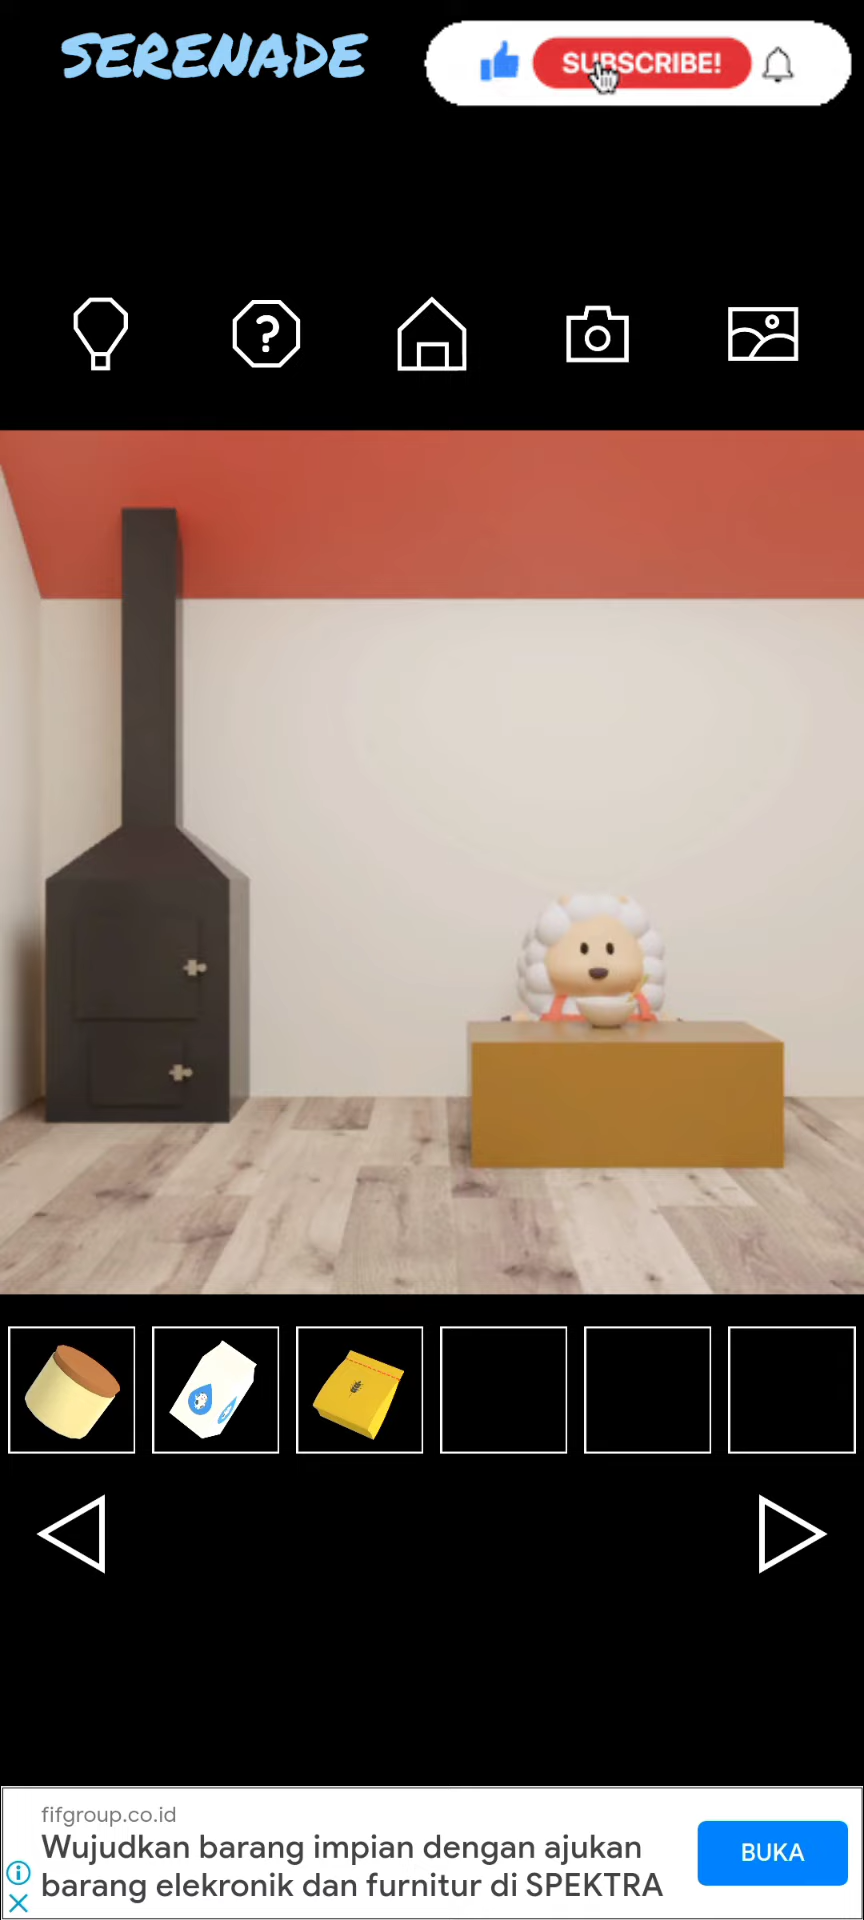 SERENADE
SUBSCRIBE!
?
fifgroup.co.id
Wujudkan barang impian dengan ajukan
barang elekronik dan furnitur di SPEKTRA
BUKA